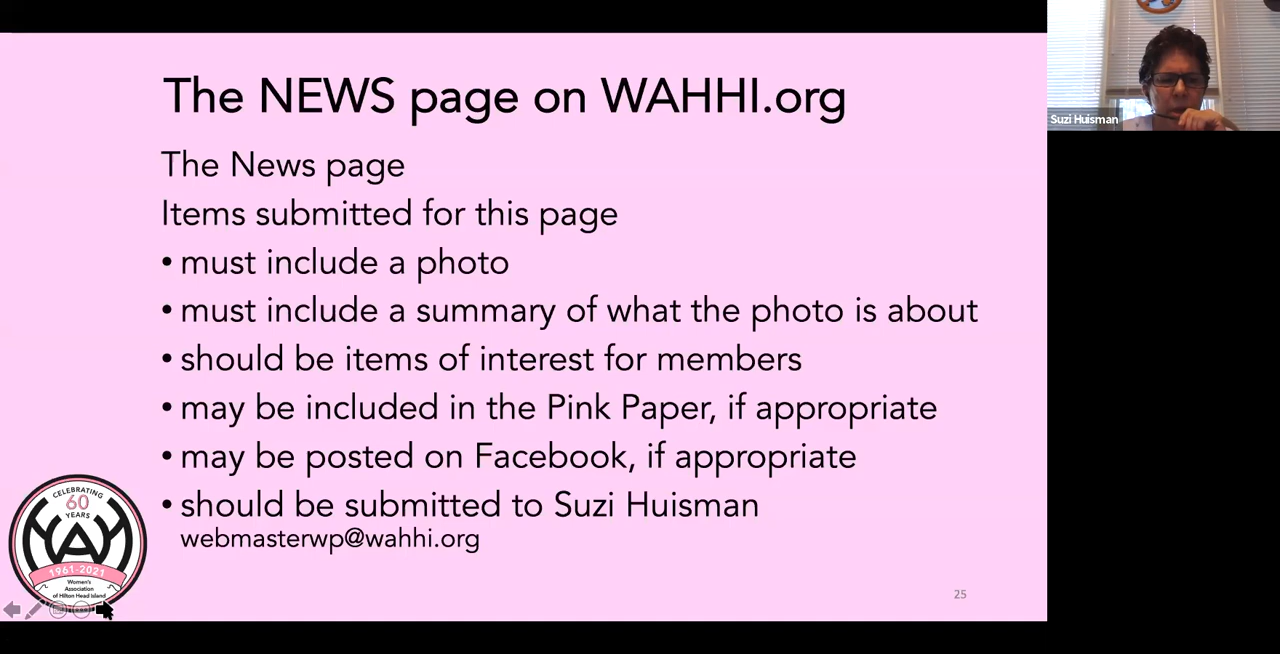 The NEWS page on WAHHI.org
Suzi Huisman
The News page
Items submitted for this page
• must include a photo
• must include a summary of what the photo is about
• should be items of interest for members
• may be included in the Pink Paper, if appropriate
• may be posted on Facebook, if appropriate
• should be submitted to Suzi Huisman
webmasterwp@wahhi.org
CELEBRATING
60
YEARS
WAHHI
1961-2021
Women's
Association
of Hilton Head Island
25